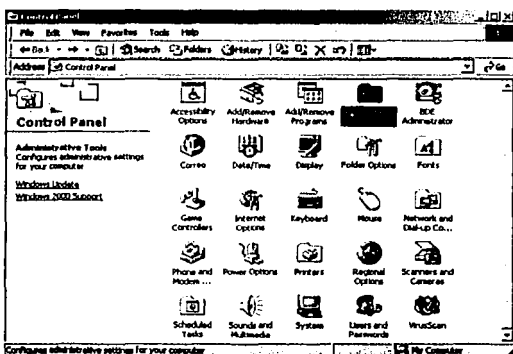 Control Panel
File Edit View Favorites Tools Help
Back Search Folders History
Address Control Panel Go
Control Panel
Administrative Tools
Configures administrative settings
for your computer
Windows Update
Windows 2000 Support
Accessibility Options
Add/Remove Hardware
Add/Remove Programs
BDE Administrator
Correo
Date/Time
Display
Folder Options
Fonts
Game Controllers
Internet Options
Keyboard
Mouse
Network and Dial-up Co...
Phone and Modem ...
Power Options
Printers
Regional Options
Scanners and Cameras
Scheduled Tasks
Sounds and Multimedia
System
Users and Passwords
VirusScan
Configures administrative settings for your computer
My Computer